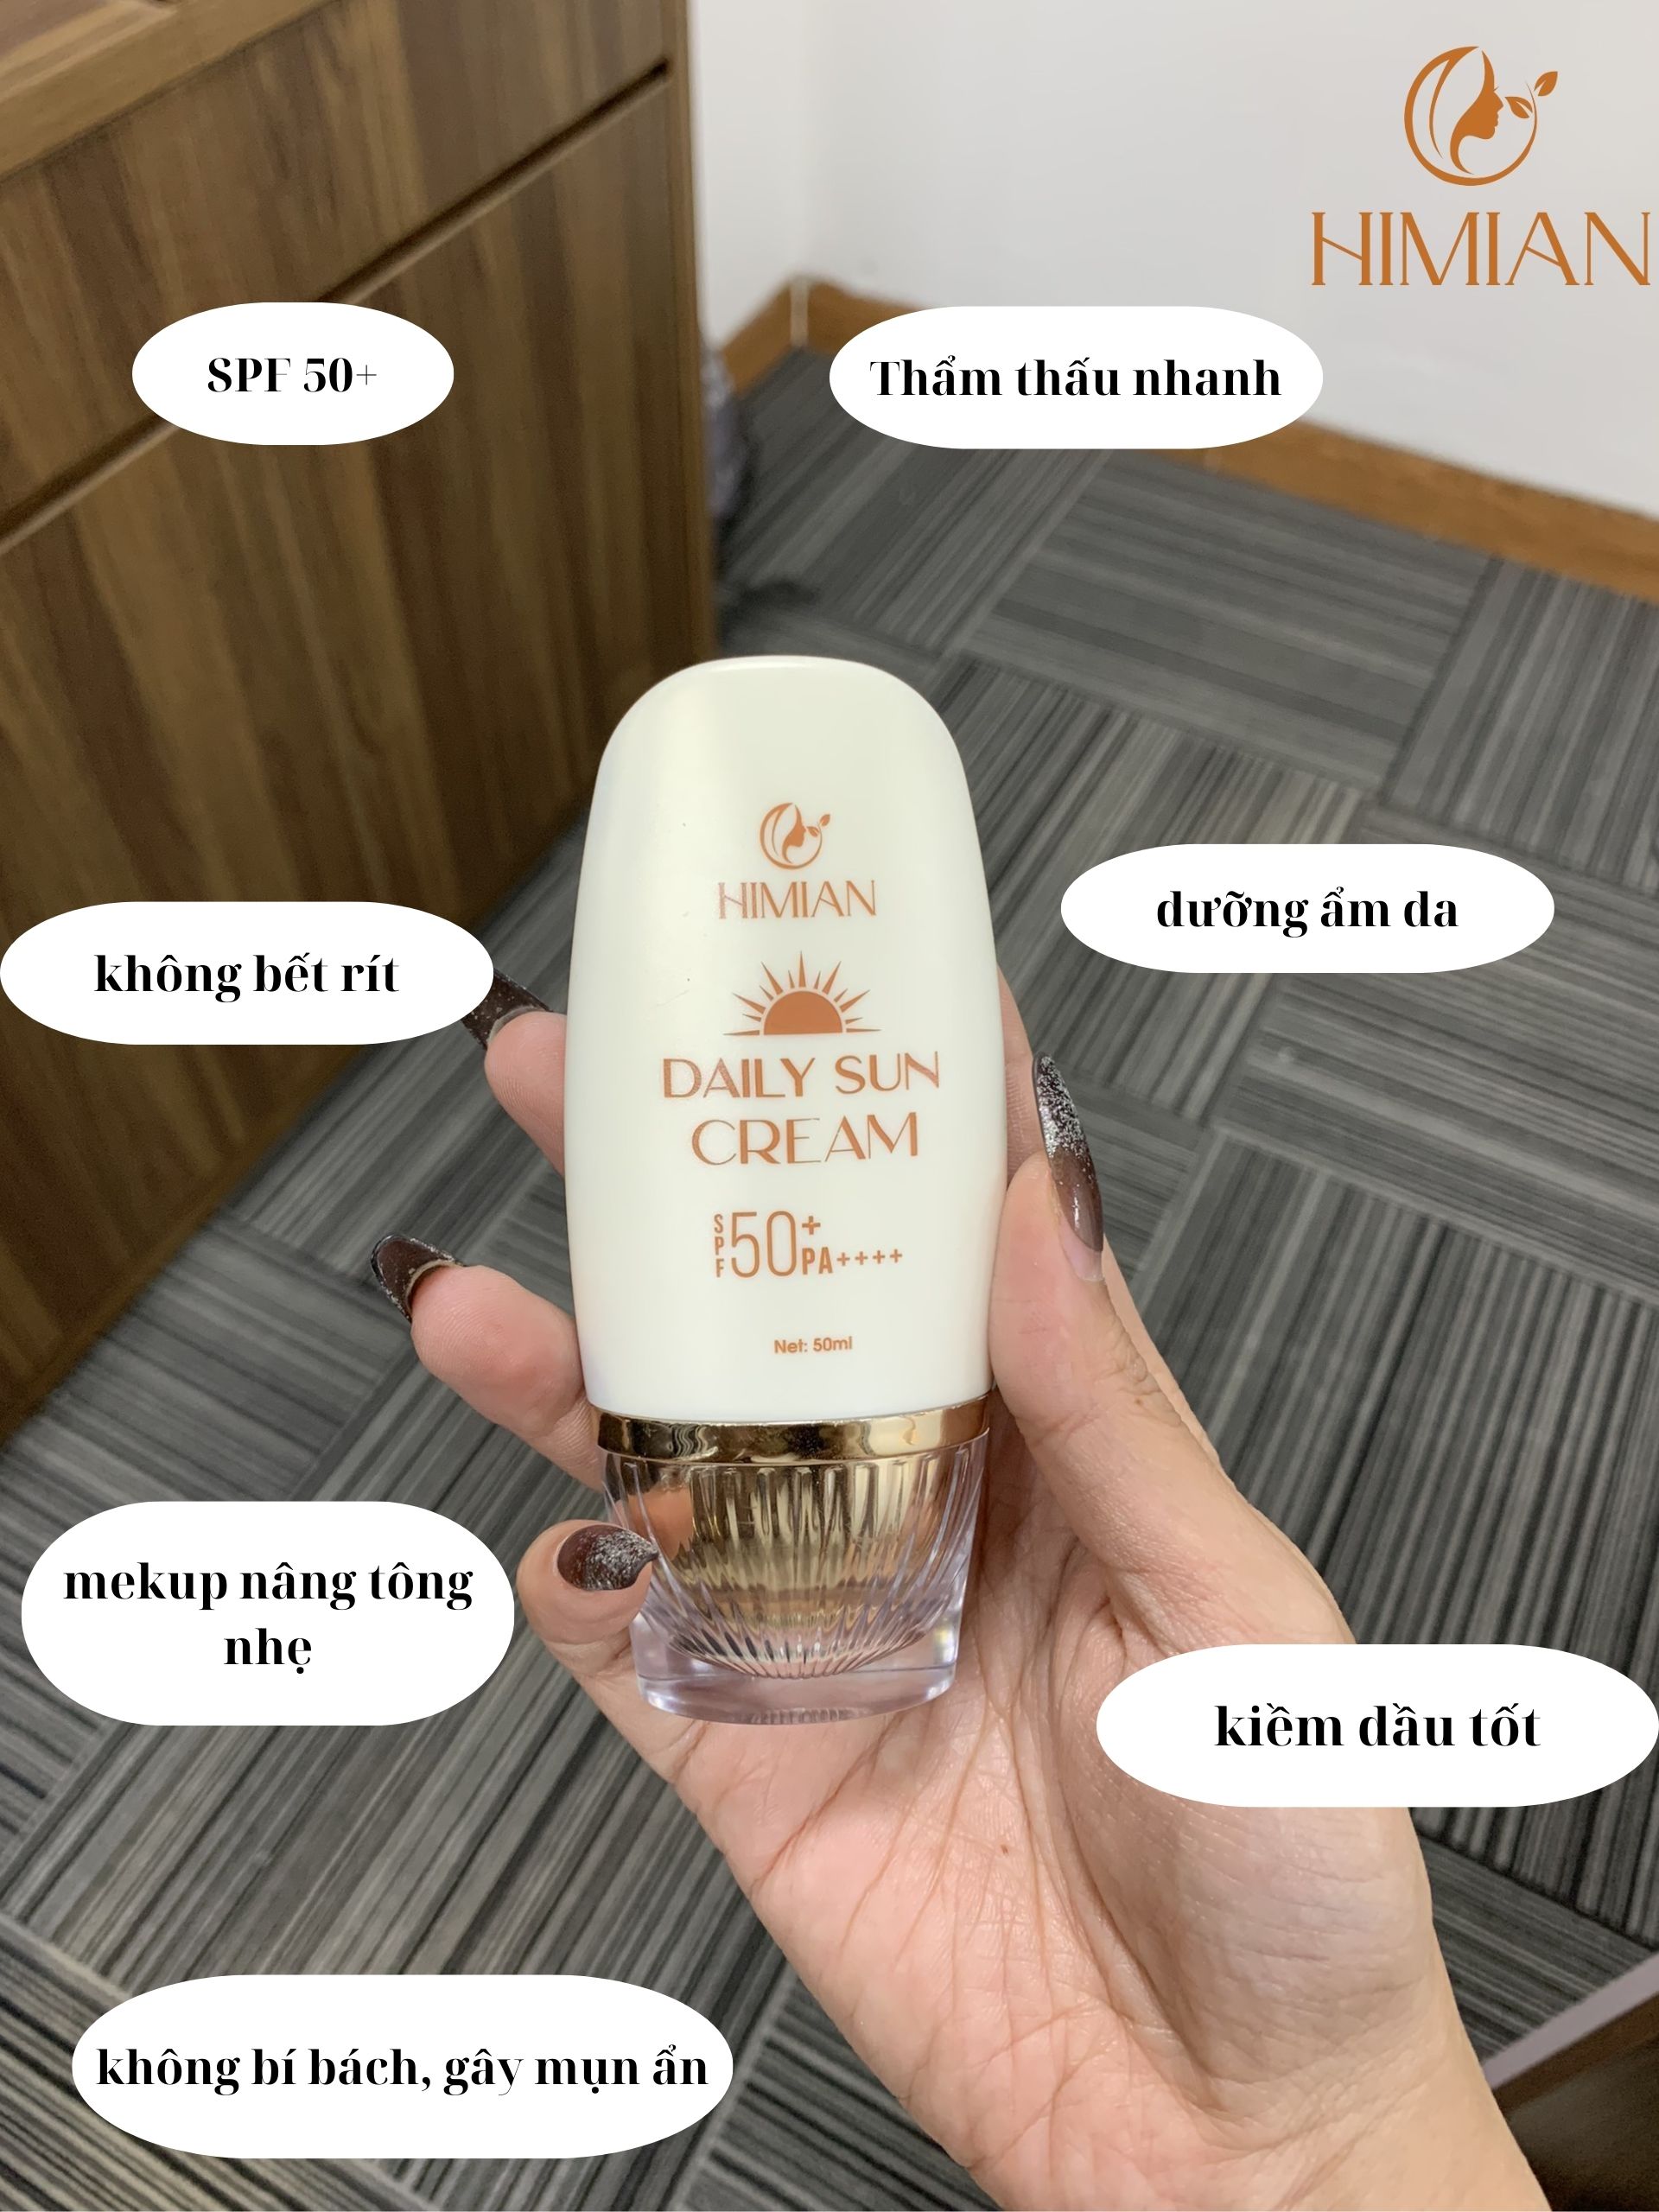 HIMIAN
SPF 50+
Thẩm thấu nhanh
HIMIAN
dưỡng ẩm da
không bết rít
DAILY SUN
CREAM
SPF 50+ PA++++
Net: 50ml
mekup nâng tông
nhẹ
kiềm dầu tốt
không bí bách, gây mụn ẩn